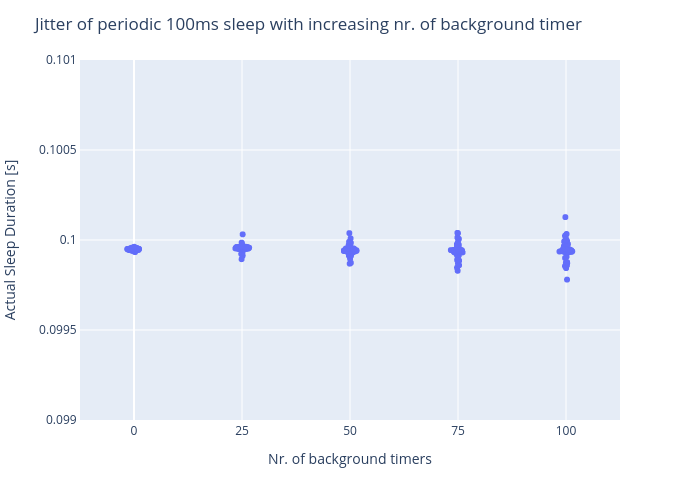 Jitter of periodic 100ms sleep with increasing nr. of background timer
0.101
0.1005
0.1
0.0995
0.099
Actual Sleep Duration [s]
0 25 50 75 100
Nr. of background timers